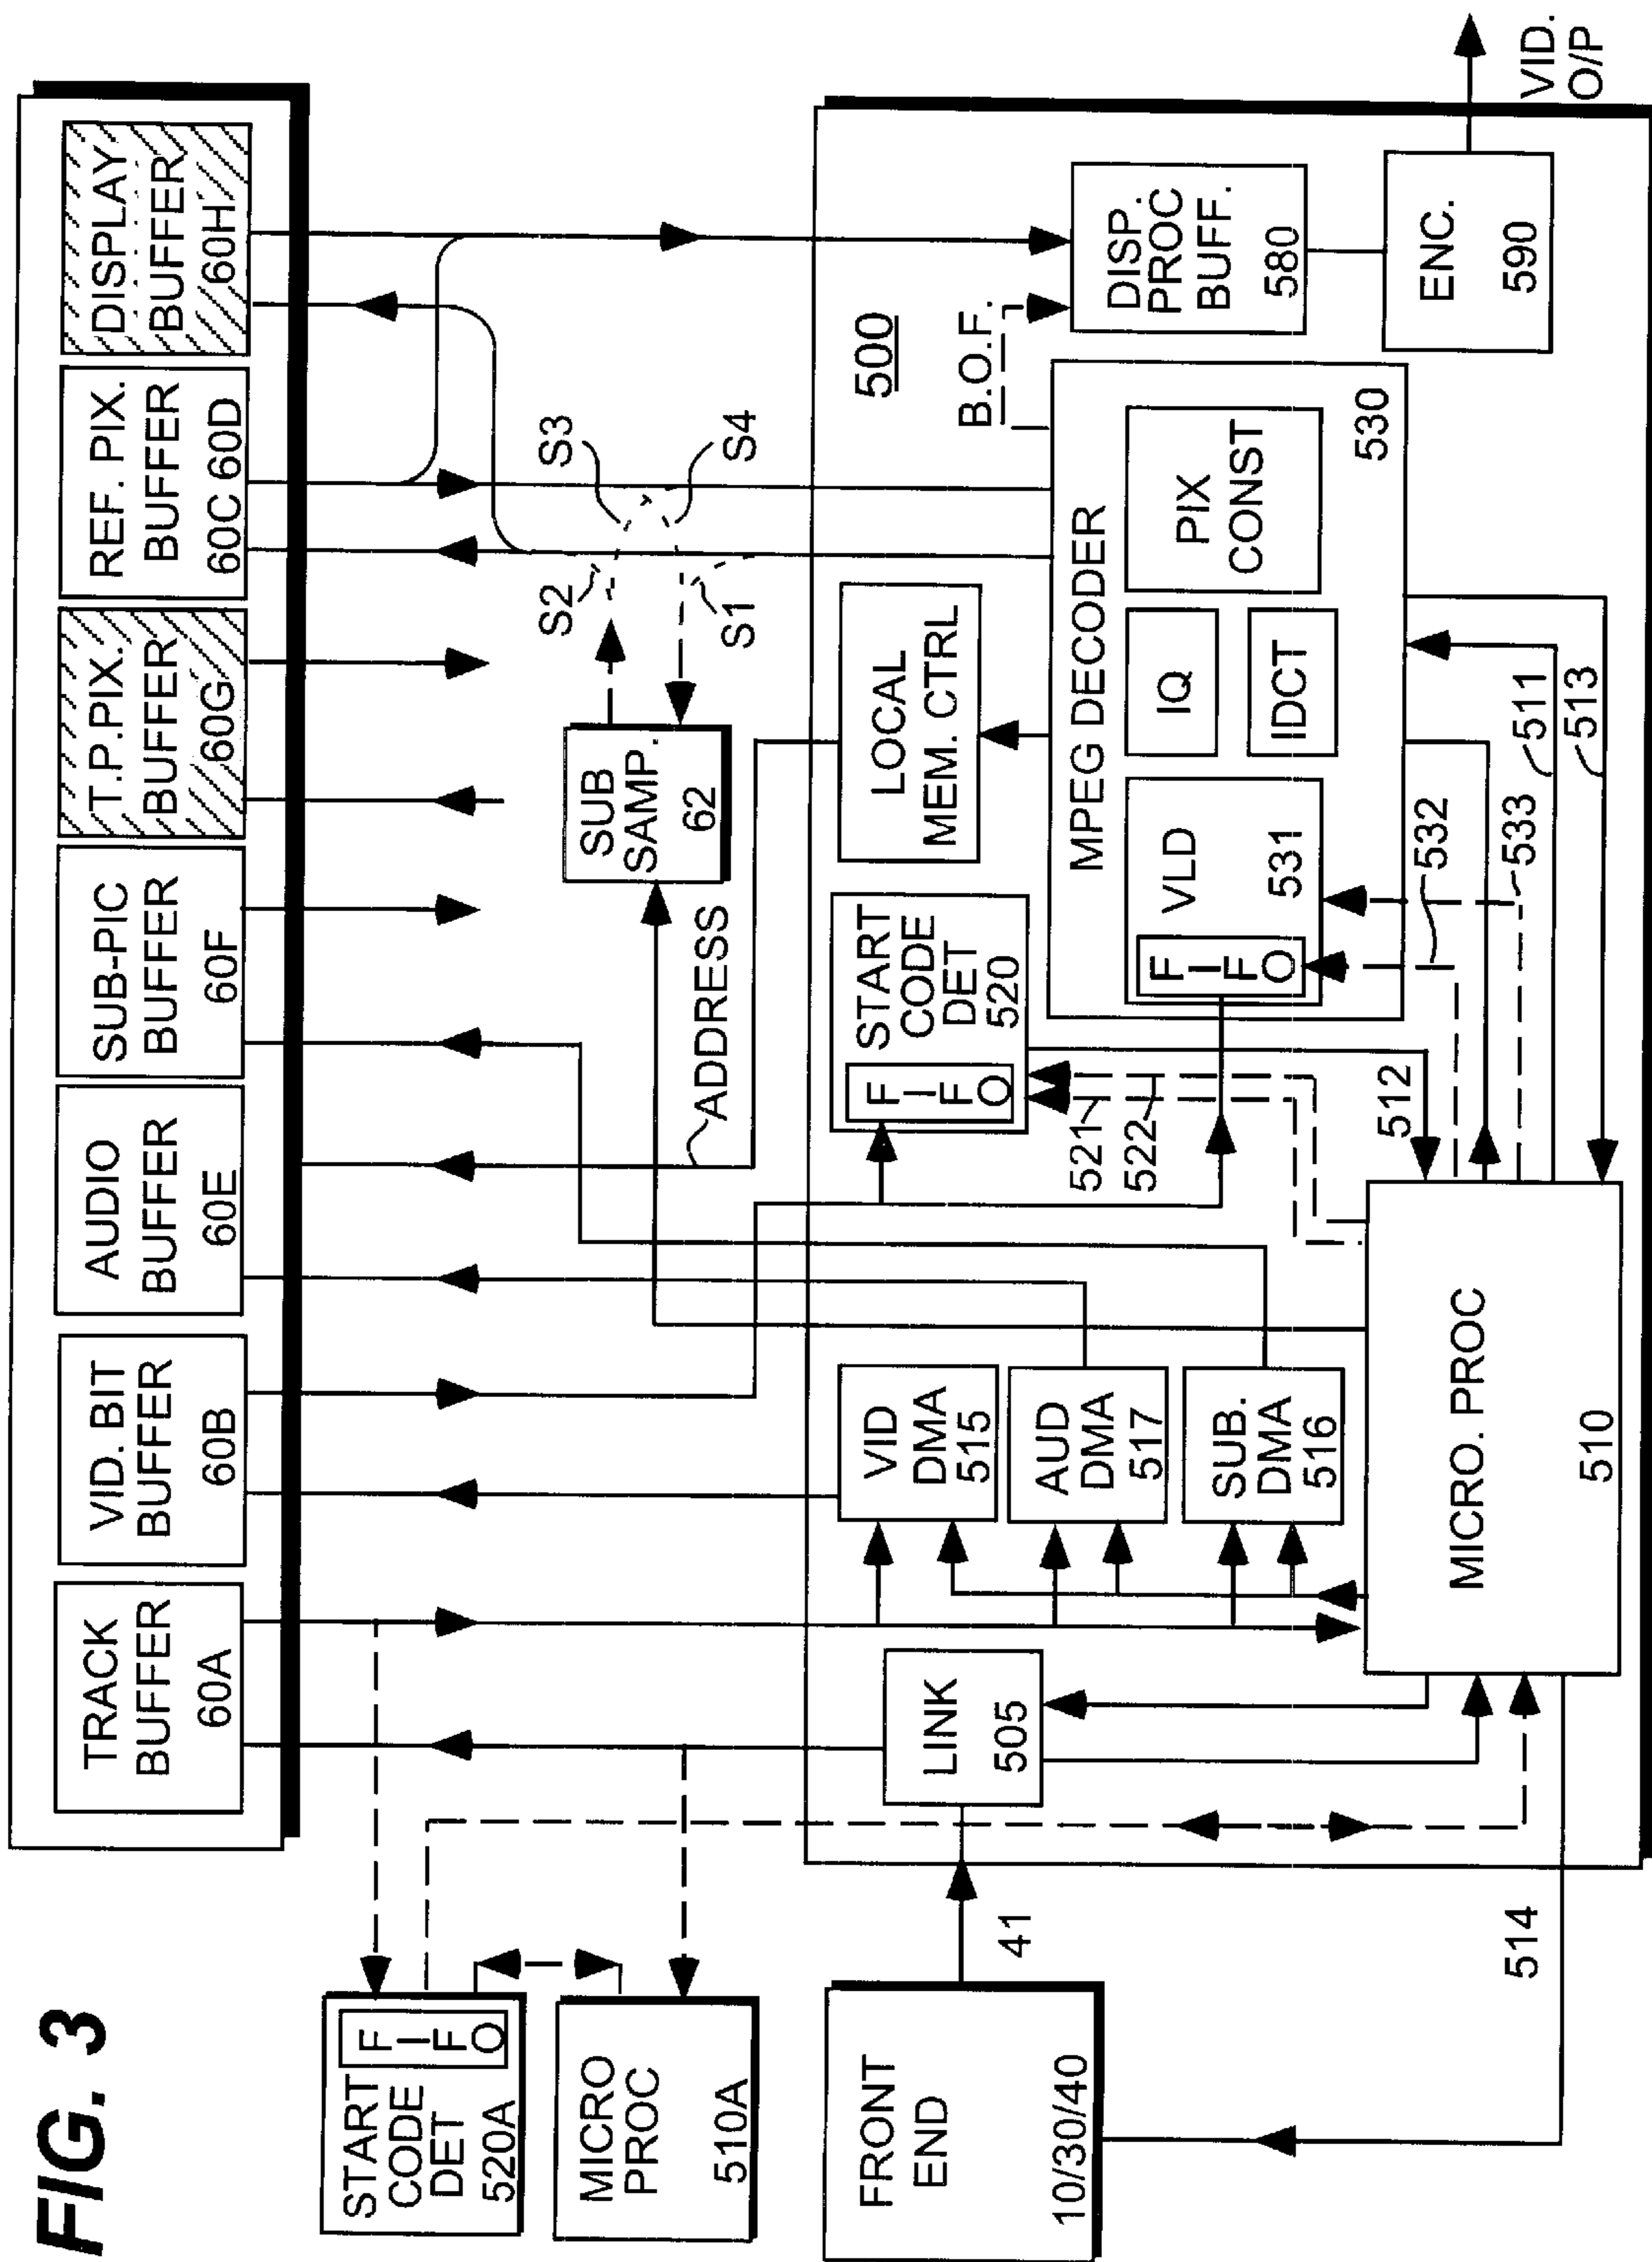 FIG. 3
TRACK
BUFFER
60A
VID. BIT
BUFFER
60B
AUDIO
BUFFER
60E
SUB-PIC
BUFFER
60F
T.P.PIX.
BUFFER
60G
REF. PIX.
BUFFER
60C 60D
DISPLAY
BUFFER
60H
START
CODE
DET
520A
FIFO
MICRO
PROC
510A
ADDRESS
SUB
SAMP.
62
S2
S3
S1
S4
FRONT
END
10/30/40
41
514
LINK
505
VID
DMA
515
AUD
DMA
517
SUB.
DMA
516
START
CODE
DET
520
FIFO
521
522
LOCAL
MEM. CTRL
500
B.O.F.
MPEG DECODER
530
VLD
531
FIFO
IQ
IDCT
PIX
CONST
DISP.
PROC
BUFF.
580
ENC.
590
VID.
O/P
MICRO. PROC
510
512
532
533
511
513